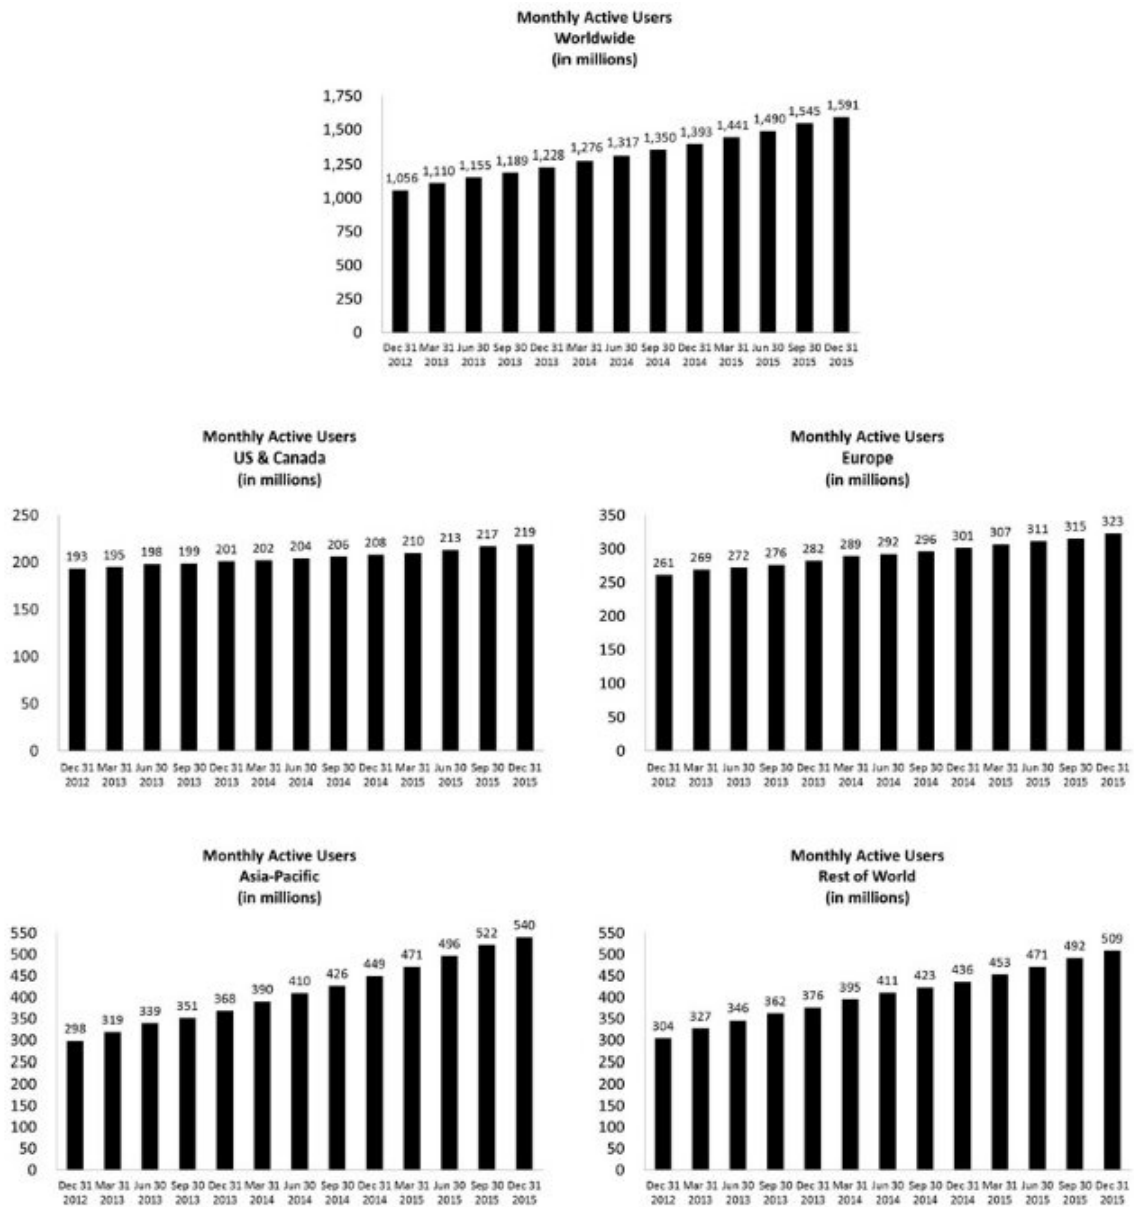 Monthly Active Users
Worldwide
(in millions)
1,750
1,500
1,250
1,000
750
500
250
0
1,056 1,110 1,155 1,189 1,228 1,276 1,317 1,350 1,393 1,441 1,490 1,545 1,591
Dec 31 Mar 31 Jun 30 Sep 30 Dec 31 Mar 31 Jun 30 Sep 30 Dec 31 Mar 31 Jun 30 Sep 30 Dec 31
2012 2013 2013 2013 2013 2014 2014 2014 2014 2015 2015 2015 2015
Monthly Active Users
US & Canada
(in millions)
250
200
150
100
50
0
193 195 198 199 201 202 204 206 208 210 213 217 219
Dec 31 Mar 31 Jun 30 Sep 30 Dec 31 Mar 31 Jun 30 Sep 30 Dec 31 Mar 31 Jun 30 Sep 30 Dec 31
2012 2013 2013 2013 2013 2014 2014 2014 2014 2015 2015 2015 2015
Monthly Active Users
Europe
(in millions)
350
300
250
200
150
100
50
0
261 269 272 276 282 289 292 296 301 307 311 315 323
Dec 31 Mar 31 Jun 30 Sep 30 Dec 31 Mar 31 Jun 30 Sep 30 Dec 31 Mar 31 Jun 30 Sep 30 Dec 31
2012 2013 2013 2013 2013 2014 2014 2014 2014 2015 2015 2015 2015
Monthly Active Users
Asia-Pacific
(in millions)
550
500
450
400
350
300
250
200
150
100
50
0
298 319 339 351 368 390 410 426 449 471 496 522 540
Dec 31 Mar 31 Jun 30 Sep 30 Dec 31 Mar 31 Jun 30 Sep 30 Dec 31 Mar 31 Jun 30 Sep 30 Dec 31
2012 2013 2013 2013 2013 2014 2014 2014 2014 2015 2015 2015 2015
Monthly Active Users
Rest of World
(in millions)
550
500
450
400
350
300
250
200
150
100
50
0
304 327 346 362 376 395 411 423 436 453 471 492 509
Dec 31 Mar 31 Jun 30 Sep 30 Dec 31 Mar 31 Jun 30 Sep 30 Dec 31 Mar 31 Jun 30 Sep 30 Dec 31
2012 2013 2013 2013 2013 2014 2014 2014 2014 2015 2015 2015 2015